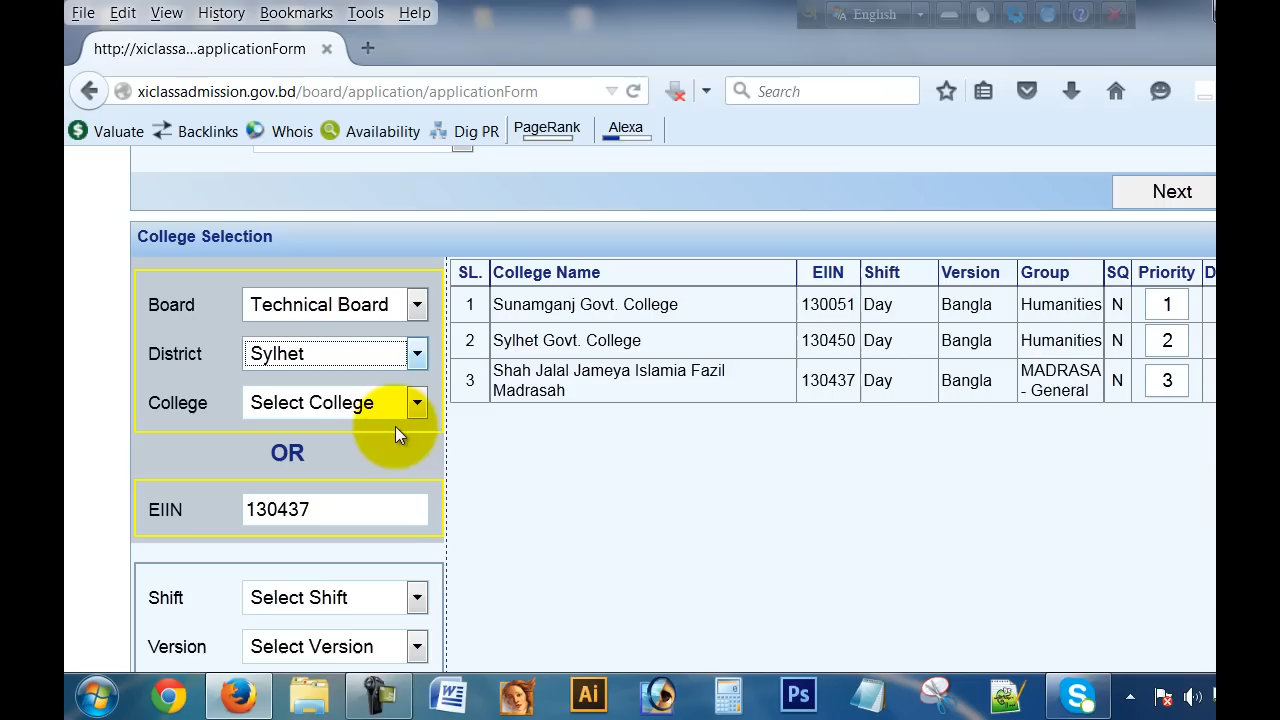 File Edit View History Bookmarks Tools Help
English
http://xiclassa...applicationForm
xiclassadmission.gov.bd/board/application/applicationForm
Search
Valuate Backlinks Whois Availability Dig PR PageRank Alexa
Next
College Selection
SL. College Name EIIN Shift Version Group SQ Priority D
Board Technical Board
1 Sunamganj Govt. College 130051 Day Bangla Humanities N 1
District Sylhet
2 Sylhet Govt. College 130450 Day Bangla Humanities N 2
3 Shah Jalal Jameya Islamia Fazil Madrasah 130437 Day Bangla MADRASA - General N 3
College Select College
OR
EIIN 130437
Shift Select Shift
Version Select Version
W Ai Ps S